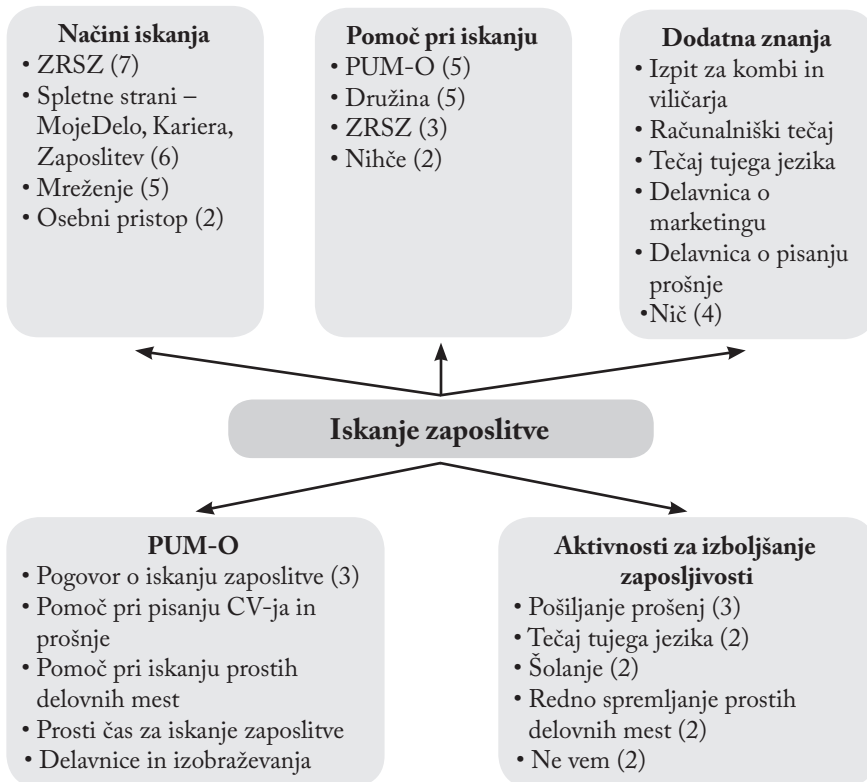 Načini iskanja
• ZRSZ (7)
• Spletne strani –
MojeDelo, Kariera,
Zaposlitev (6)
• Mreženje (5)
• Osebni pristop (2)
Pomoč pri iskanju
• PUM-O (5)
• Družina (5)
• ZRSZ (3)
• Nihče (2)
Dodatna znanja
• Izpit za kombi in
viličarja
• Računalniški tečaj
• Tečaj tujega jezika
• Delavnica o
marketingu
• Delavnica o pisanju
prošnje
•Nič (4)
Iskanje zaposlitve
PUM-O
• Pogovor o iskanju zaposlitve (3)
• Pomoč pri pisanju CV-ja in
prošnje
• Pomoč pri iskanju prostih
delovnih mest
• Prosti čas za iskanje zaposlitve
• Delavnice in izobraževanja
Aktivnosti za izboljšanje
zaposljivosti
• Pošiljanje prošenj (3)
• Tečaj tujega jezika (2)
• Šolanje (2)
• Redno spremljanje prostih
delovnih mest (2)
• Ne vem (2)